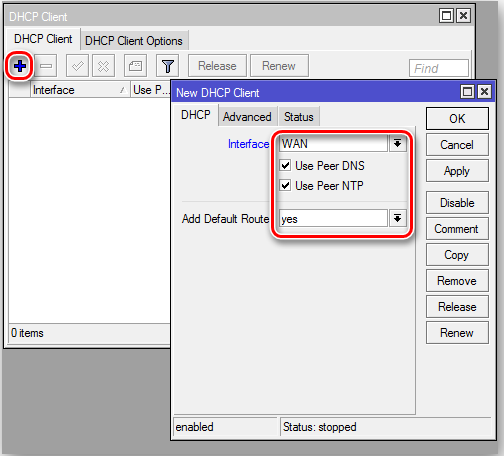 DHCP Client
DHCP Client DHCP Client Options
Release Renew Find
Interface / Use P...
0 items
New DHCP Client
DHCP Advanced Status
Interface WAN
Use Peer DNS
Use Peer NTP
Add Default Route yes
OK
Cancel
Apply
Disable
Comment
Copy
Remove
Release
Renew
enabled Status: stopped